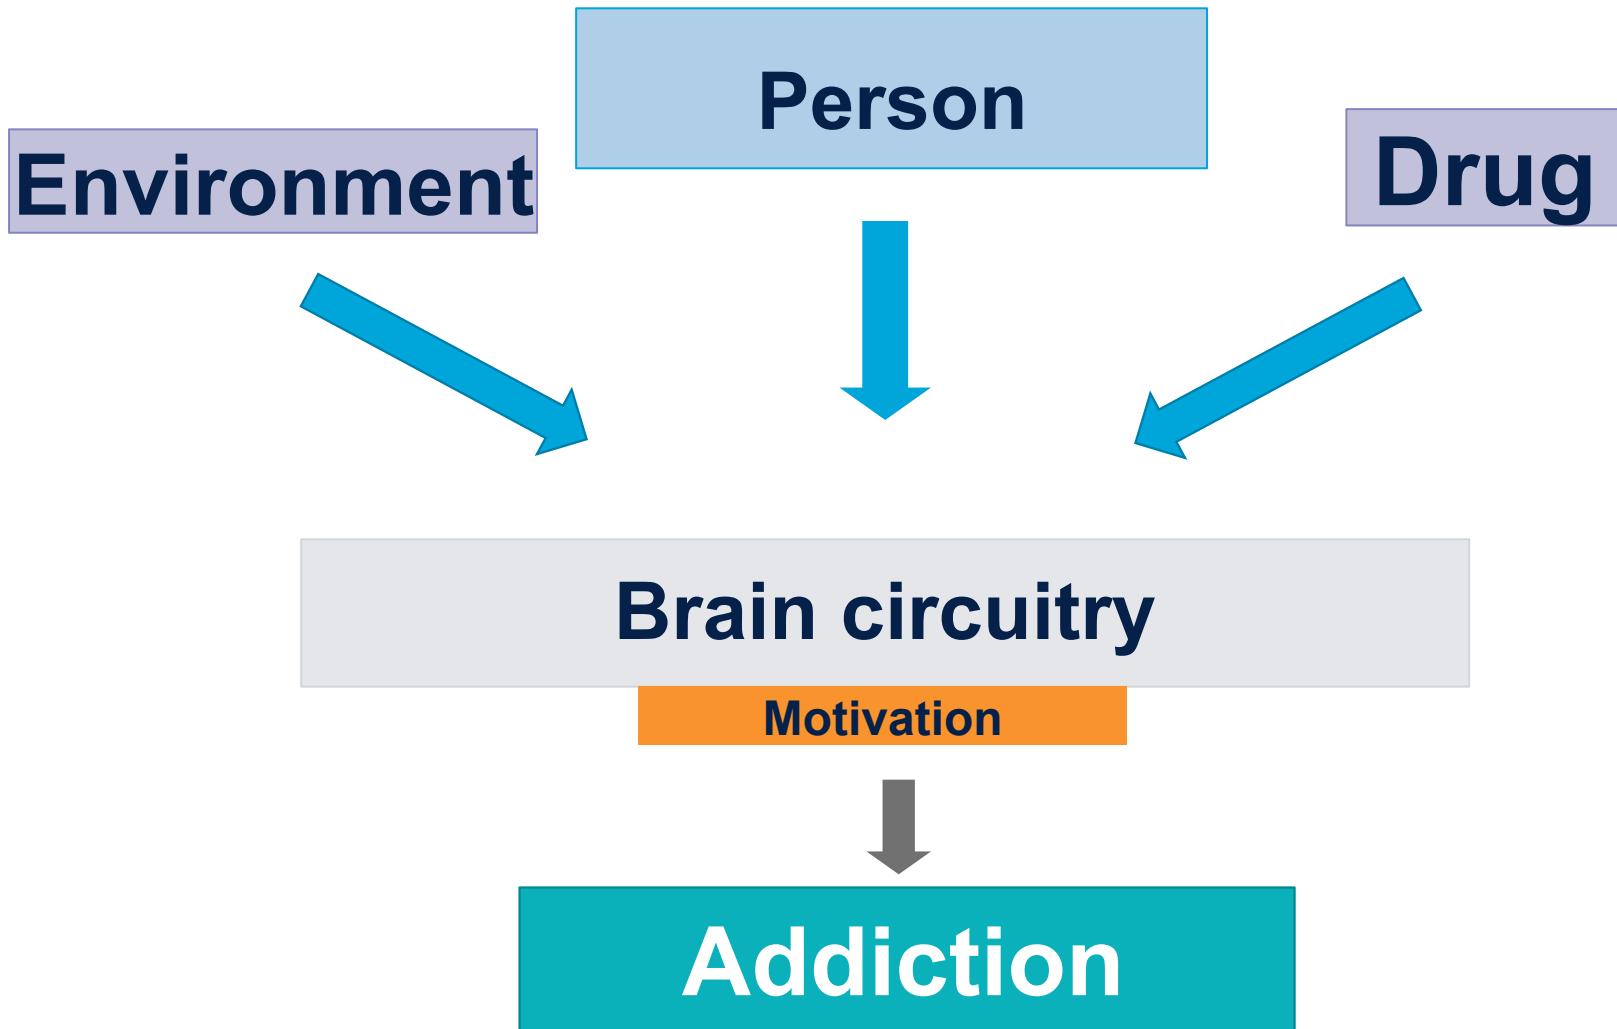 Person
Environment
Drug
Brain circuitry
Motivation
Addiction